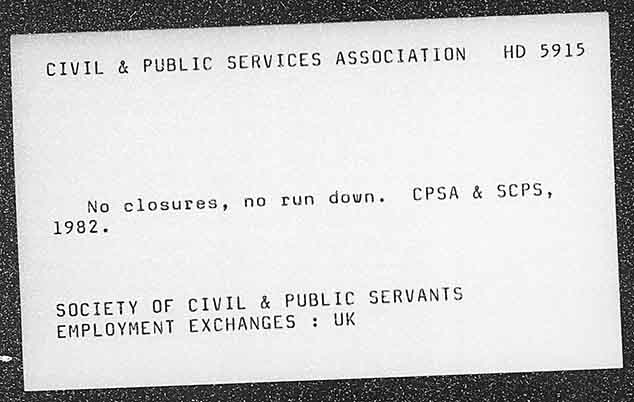 CIVIL & PUBLIC SERVICES ASSOCIATION HD 5915
No closures, no run down. CPSA & SCPS,
1982.
SOCIETY OF CIVIL & PUBLIC SERVANTS
EMPLOYMENT EXCHANGES : UK